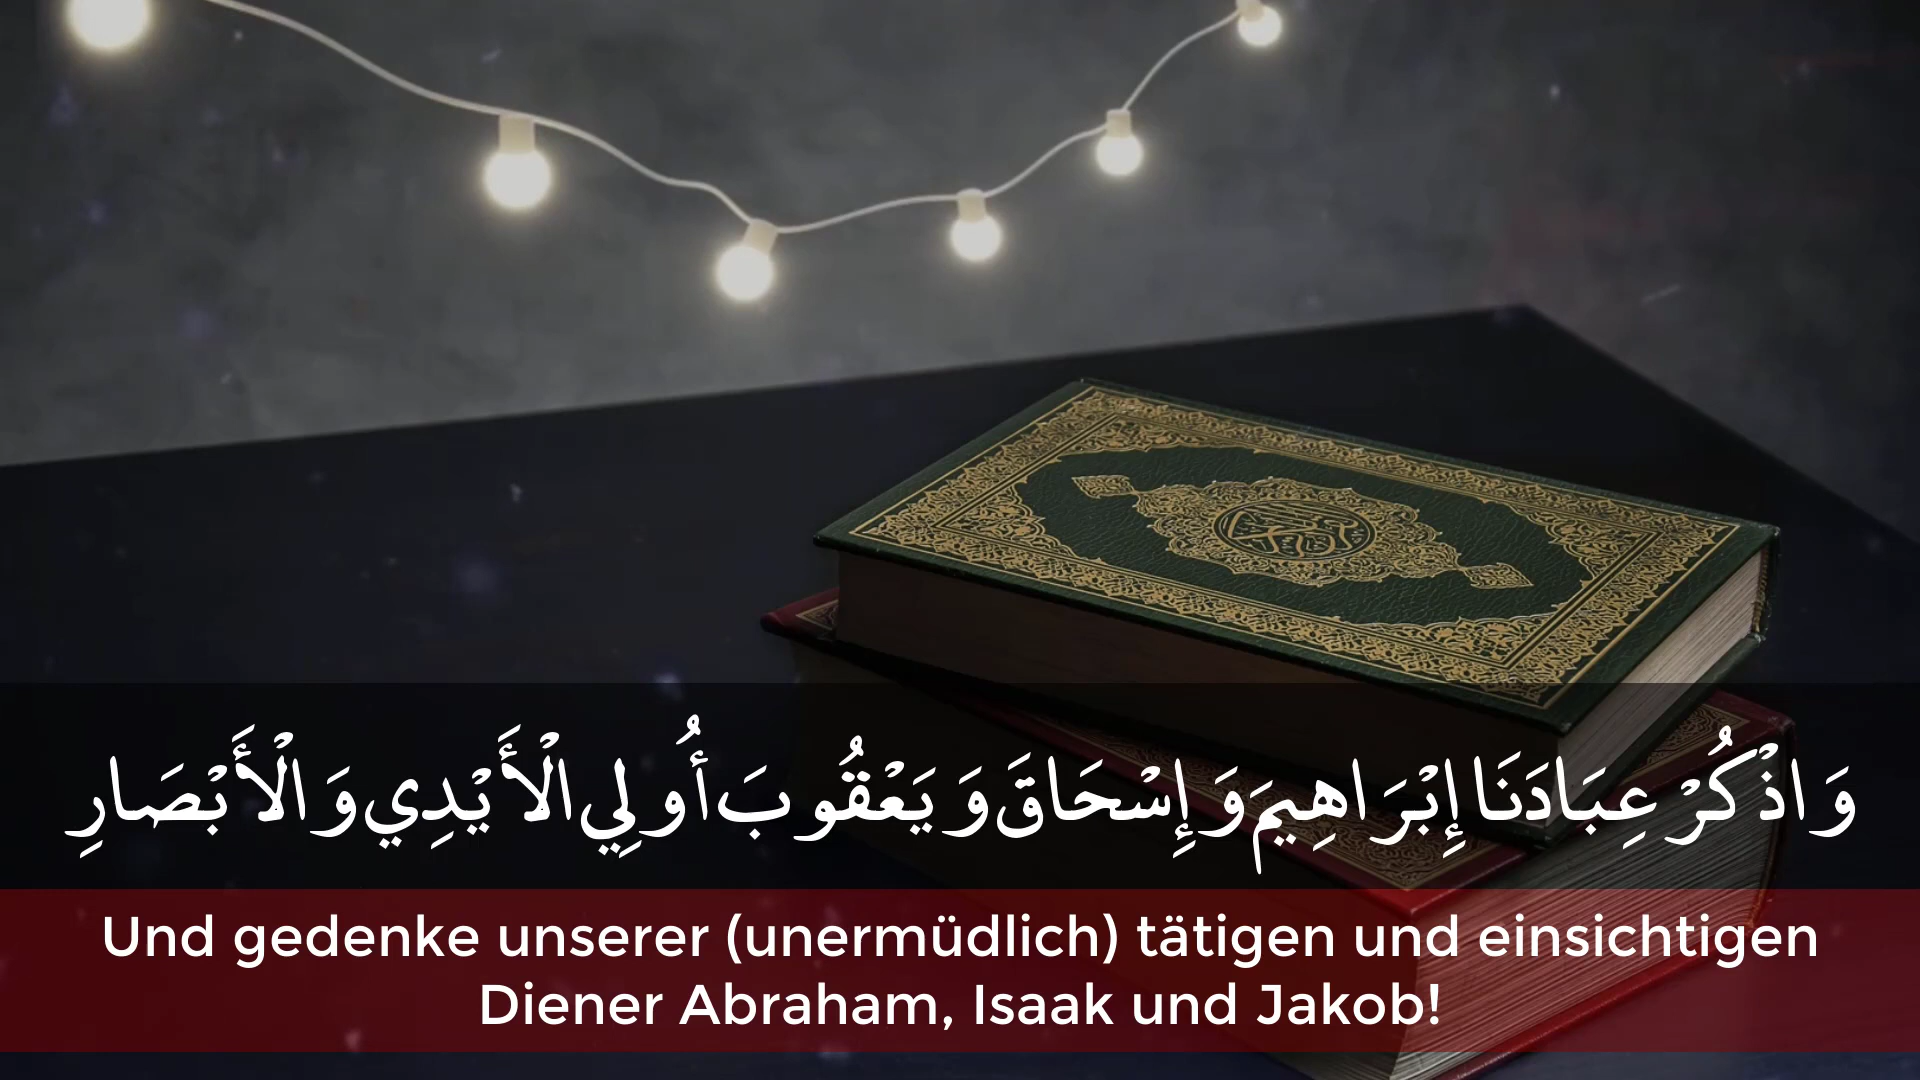 وَاذْكُرْ عِبَادَنَا إِبْرَاهِيمَ وَإِسْحَاقَ وَيَعْقُوبَ أُولِي الْأَيْدِي وَالْأَبْصَارِ
Und gedenke unserer (unermüdlich) tätigen und einsichtigen
Diener Abraham, Isaak und Jakob!